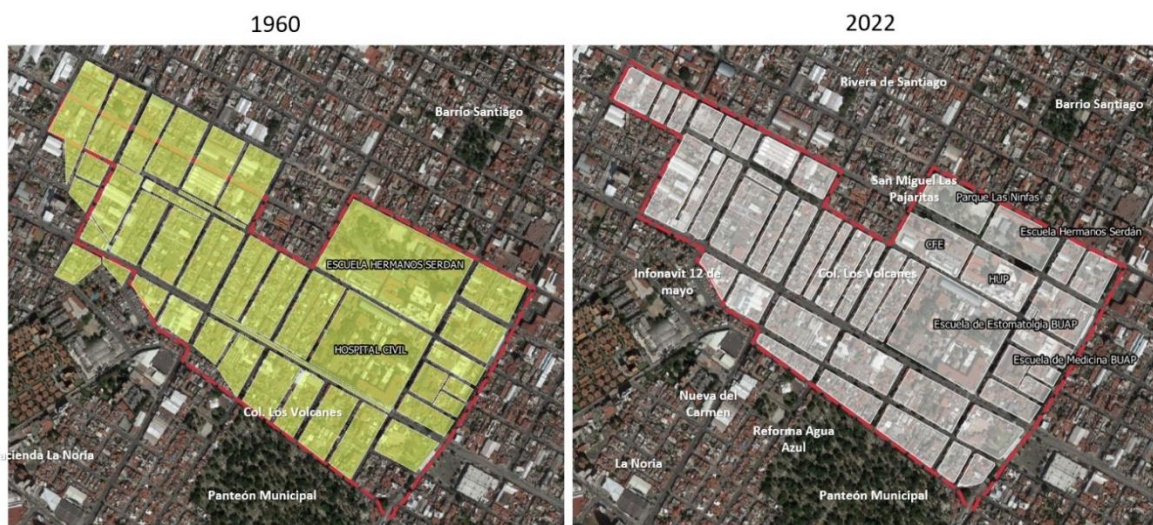 1960
2022
Barrio Santiago
ESCUELA HERMANOS SERDAN
HOSPITAL CIVIL
Col. Los Volcanes
acienda La Noria
Panteón Municipal
Rivera de Santiago
Barrio Santiago
San Miguel Las
Pajaritas
Parque Las Ninfas
Escuela Hermanos Serdán
CFE
HUP
Infonavit 12 de
mayo
Col. Los Volcanes
Escuela de Estomatolgia BUAP
Escuela de Medicina BUAP
Nueva del
Carmen
Reforma Agua
Azul
La Noria
Panteón Municipal